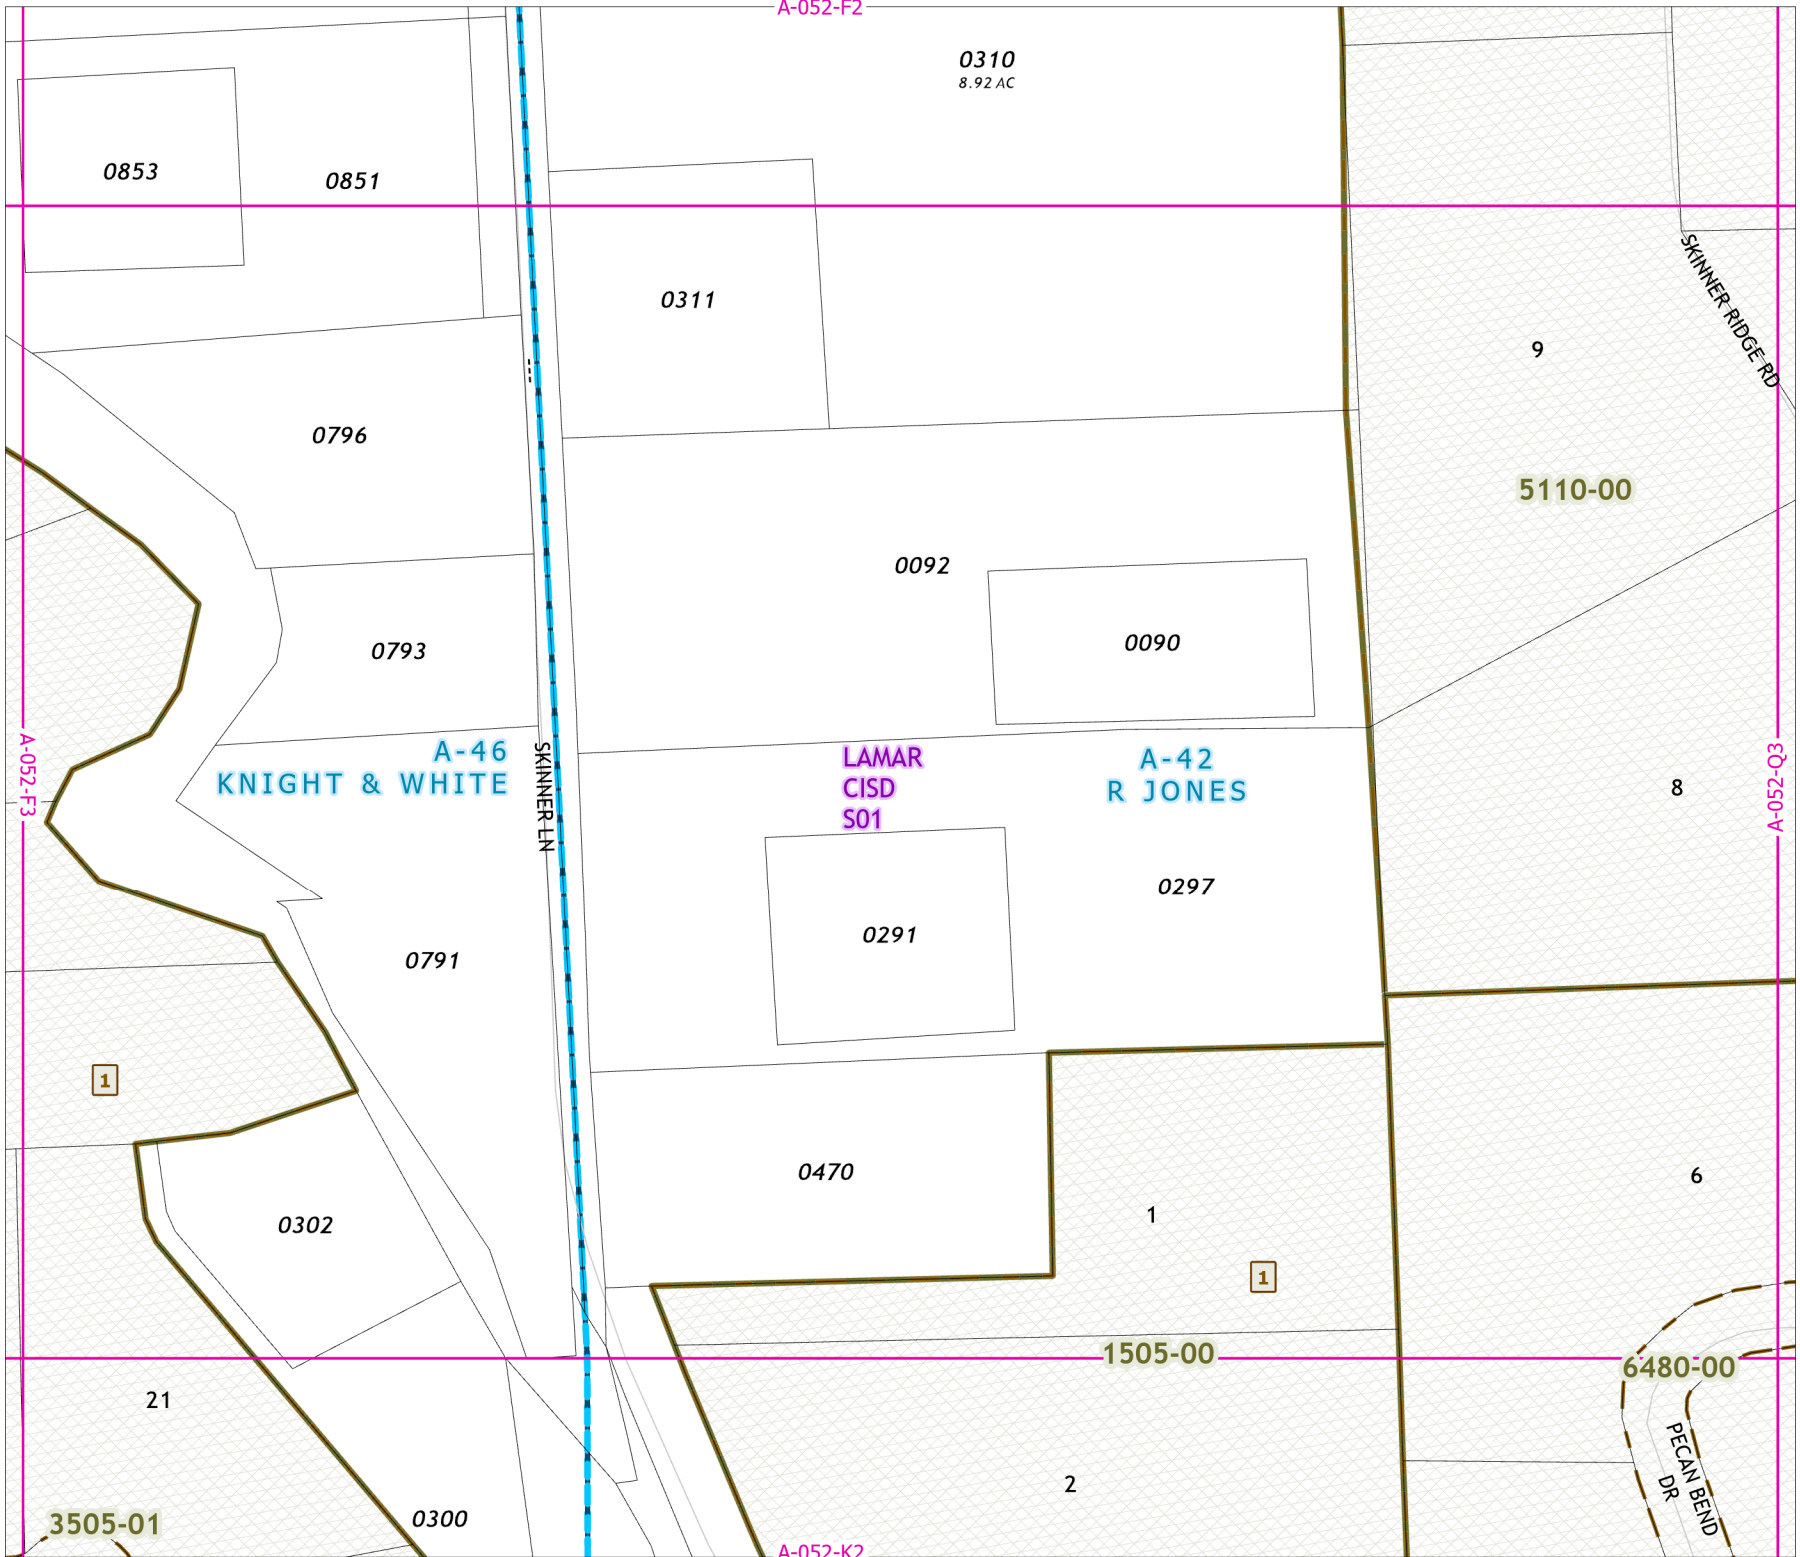 A-052-F2
0310
8.92 AC
0853
0851
SKINNER RIDGE RD
0311
9
0796
5110-00
0092
0090
0793
A-46
KNIGHT & WHITE
SKINNER LN
LAMAR
CISD
S01
A-42
R JONES
A-052-F3
A-052-Q3
8
0297
0291
0791
1
0470
6
1
0302
1
1505-00
6480-00
21
PECAN BEND
DR
2
0300
3505-01
A-052-K2